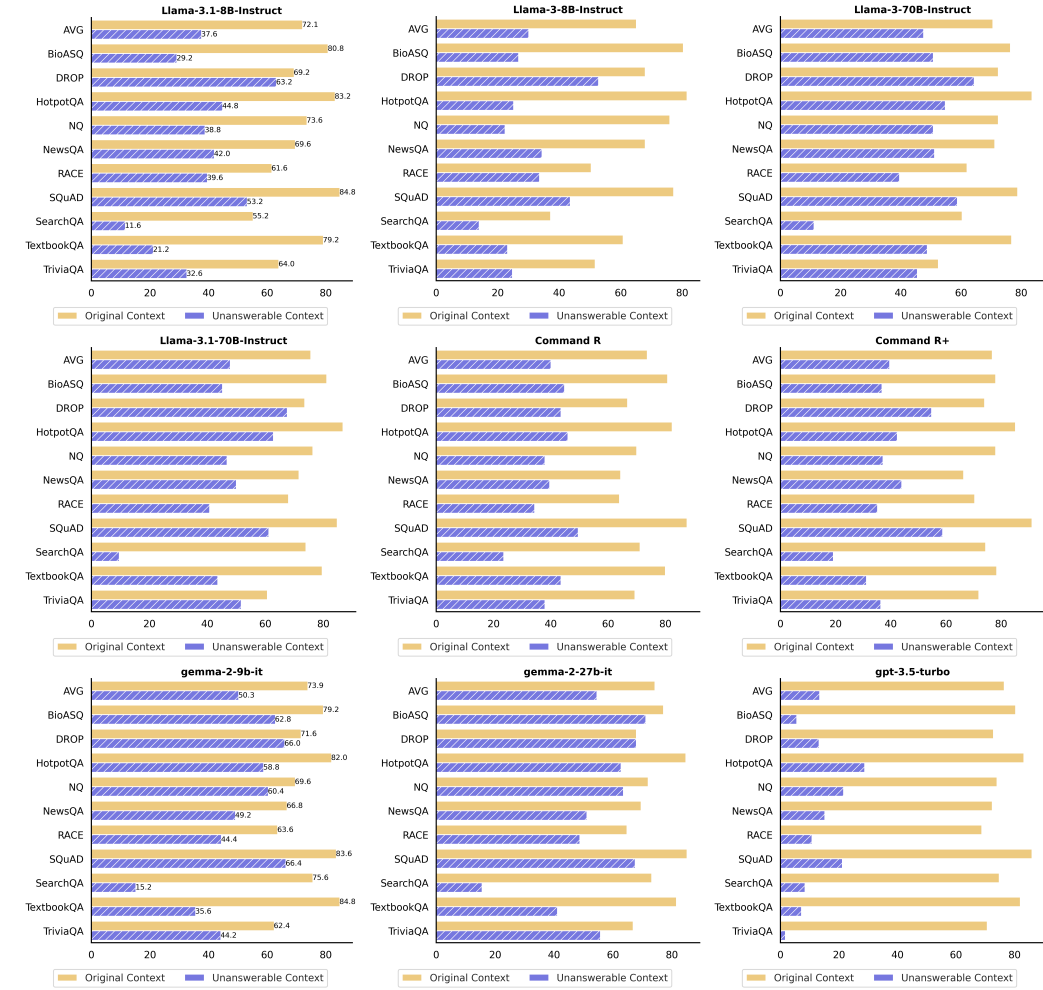 Llama-3.1-8B-Instruct
AVG 72.1
37.6
BioASQ 80.8
29.2
DROP 69.2
63.2
HotpotQA 83.2
44.8
NQ 73.6
38.8
NewsQA 69.6
42.0
RACE 61.6
39.6
SQuAD 84.8
53.2
SearchQA 55.2
11.6
TextbookQA 79.2
21.2
TriviaQA 64.0
32.6
0 20 40 60 80
Original Context Unanswerable Context
Llama-3-8B-Instruct
AVG
BioASQ
DROP
HotpotQA
NQ
NewsQA
RACE
SQuAD
SearchQA
TextbookQA
TriviaQA
0 20 40 60 80
Original Context Unanswerable Context
Llama-3-70B-Instruct
AVG
BioASQ
DROP
HotpotQA
NQ
NewsQA
RACE
SQuAD
SearchQA
TextbookQA
TriviaQA
0 20 40 60 80
Original Context Unanswerable Context
Llama-3.1-70B-Instruct
AVG
BioASQ
DROP
HotpotQA
NQ
NewsQA
RACE
SQuAD
SearchQA
TextbookQA
TriviaQA
0 20 40 60 80
Original Context Unanswerable Context
Command R
AVG
BioASQ
DROP
HotpotQA
NQ
NewsQA
RACE
SQuAD
SearchQA
TextbookQA
TriviaQA
0 20 40 60 80
Original Context Unanswerable Context
Command R+
AVG
BioASQ
DROP
HotpotQA
NQ
NewsQA
RACE
SQuAD
SearchQA
TextbookQA
TriviaQA
0 20 40 60 80
Original Context Unanswerable Context
gemma-2-9b-it
AVG 73.9
50.3
BioASQ 79.2
62.8
DROP 71.6
66.0
HotpotQA 82.0
58.8
NQ 69.6
60.4
NewsQA 66.8
49.2
RACE 63.6
44.4
SQuAD 83.6
66.4
SearchQA 75.6
15.2
TextbookQA 84.8
35.6
TriviaQA 62.4
44.2
0 20 40 60 80
Original Context Unanswerable Context
gemma-2-27b-it
AVG
BioASQ
DROP
HotpotQA
NQ
NewsQA
RACE
SQuAD
SearchQA
TextbookQA
TriviaQA
0 20 40 60 80
Original Context Unanswerable Context
gpt-3.5-turbo
AVG
BioASQ
DROP
HotpotQA
NQ
NewsQA
RACE
SQuAD
SearchQA
TextbookQA
TriviaQA
0 20 40 60 80
Original Context Unanswerable Context